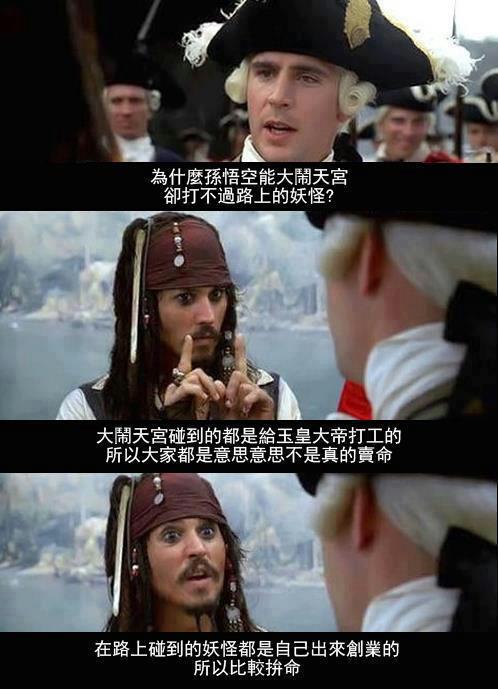 為什麼孫悟空能大鬧天宮
卻打不過路上的妖怪?
大鬧天宮碰到的都是給玉皇大帝打工的
所以大家都是意思意思不是真的賣命
在路上碰到的妖怪都是自己出來創業的
所以比較拚命